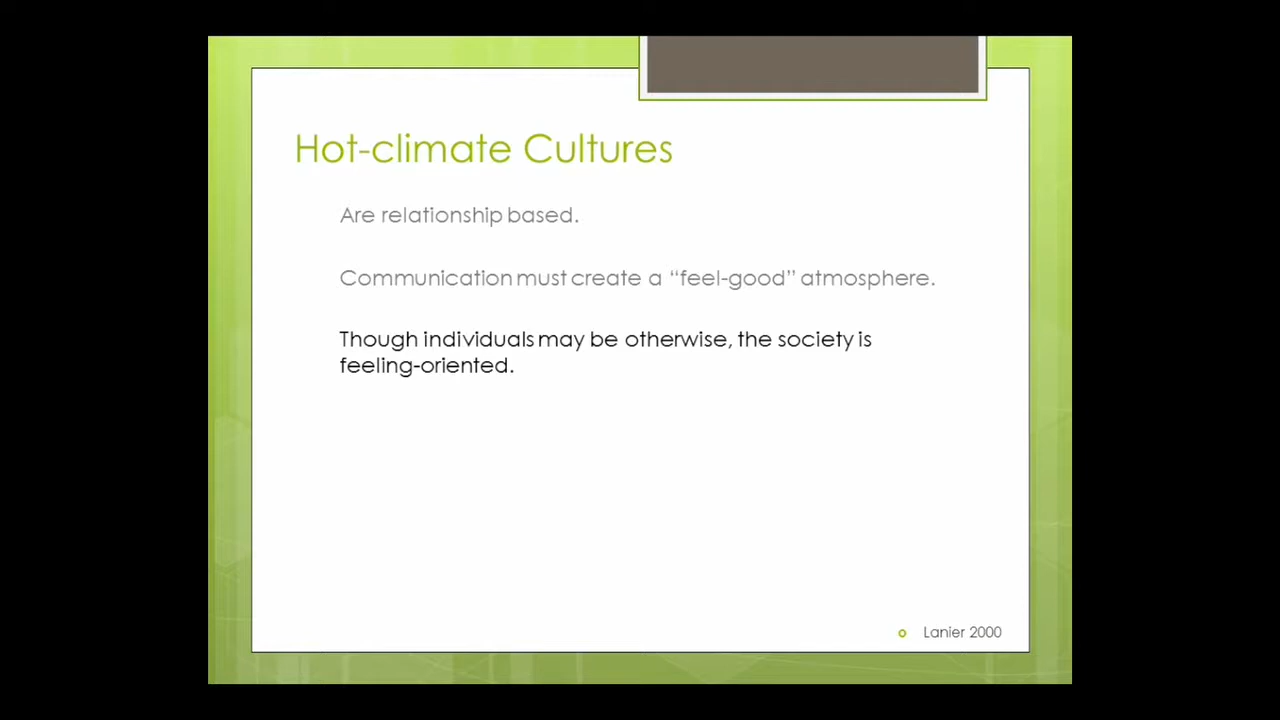 Hot-climate Cultures
Are relationship based.
Communication must create a “feel-good” atmosphere.
Though individuals may be otherwise, the society is
feeling-oriented.
Lanier 2000